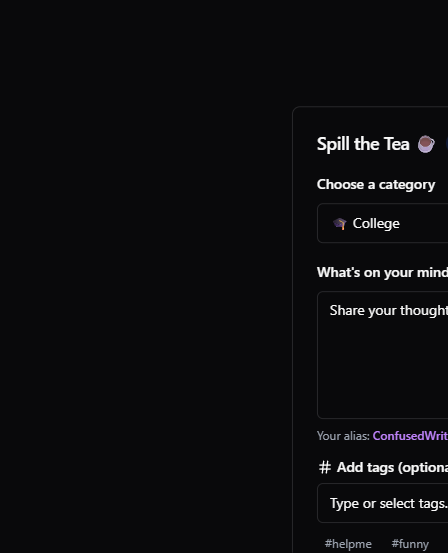 Spill the Tea
Choose a category
College
What's on your mind
Share your thought
Your alias: ConfusedWrit
# Add tags (optiona
Type or select tags.
#helpme #funny